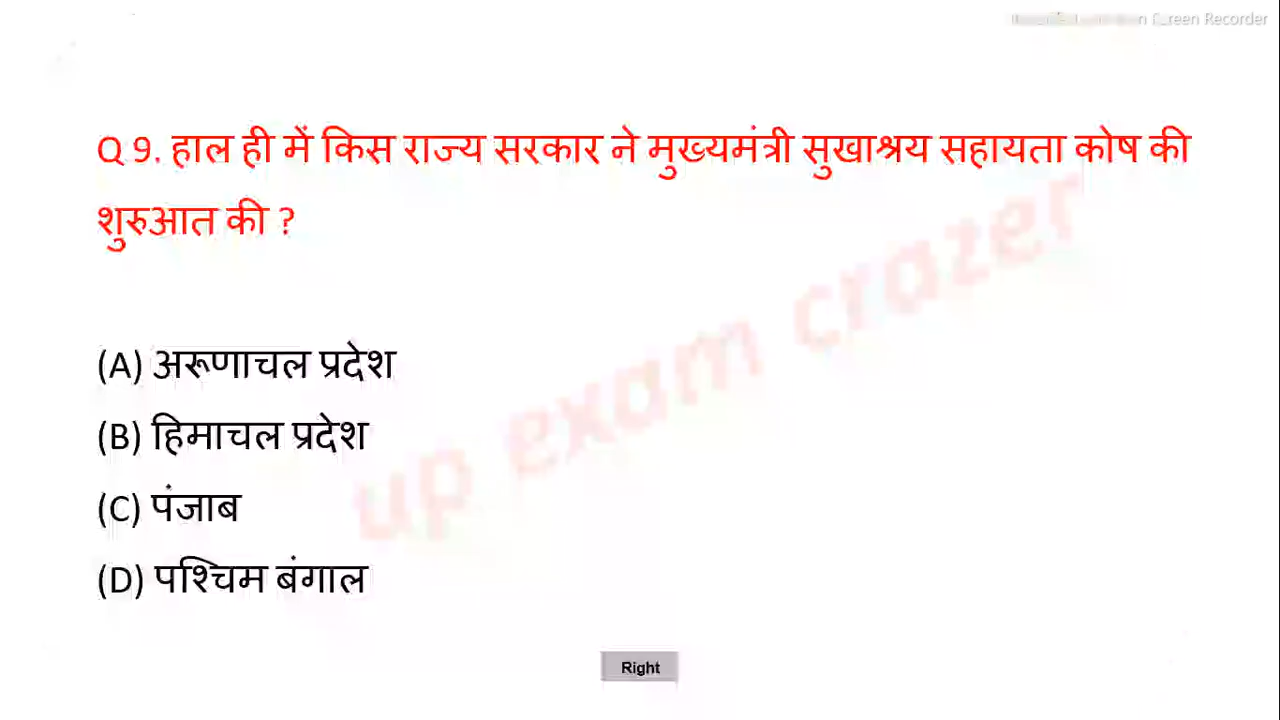 Screen Recorder
Q 9. हाल ही में किस राज्य सरकार ने मुख्यमंत्री सुखाश्रय सहायता कोष की
शुरुआत की ?
up exam crazer
(A) अरूणाचल प्रदेश
(B) हिमाचल प्रदेश
(C) पंजाब
(D) पश्चिम बंगाल
Right